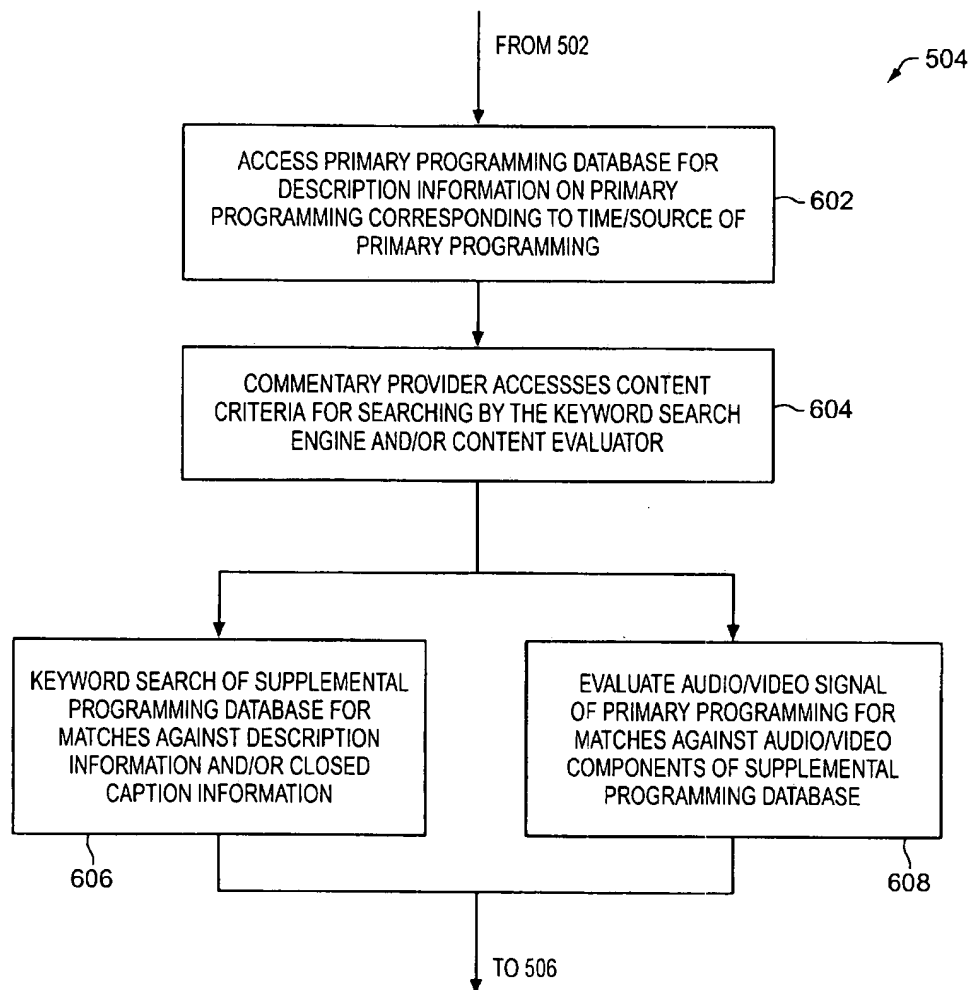 FROM 502
504
ACCESS PRIMARY PROGRAMMING DATABASE FOR
DESCRIPTION INFORMATION ON PRIMARY
PROGRAMMING CORRESPONDING TO TIME/SOURCE OF
PRIMARY PROGRAMMING
602
COMMENTARY PROVIDER ACCESSSES CONTENT
CRITERIA FOR SEARCHING BY THE KEYWORD SEARCH
ENGINE AND/OR CONTENT EVALUATOR
604
KEYWORD SEARCH OF SUPPLEMENTAL
PROGRAMMING DATABASE FOR
MATCHES AGAINST DESCRIPTION
INFORMATION AND/OR CLOSED
CAPTION INFORMATION
606
EVALUATE AUDIO/VIDEO SIGNAL
OF PRIMARY PROGRAMMING FOR
MATCHES AGAINST AUDIO/VIDEO
COMPONENTS OF SUPPLEMENTAL
PROGRAMMING DATABASE
608
TO 506